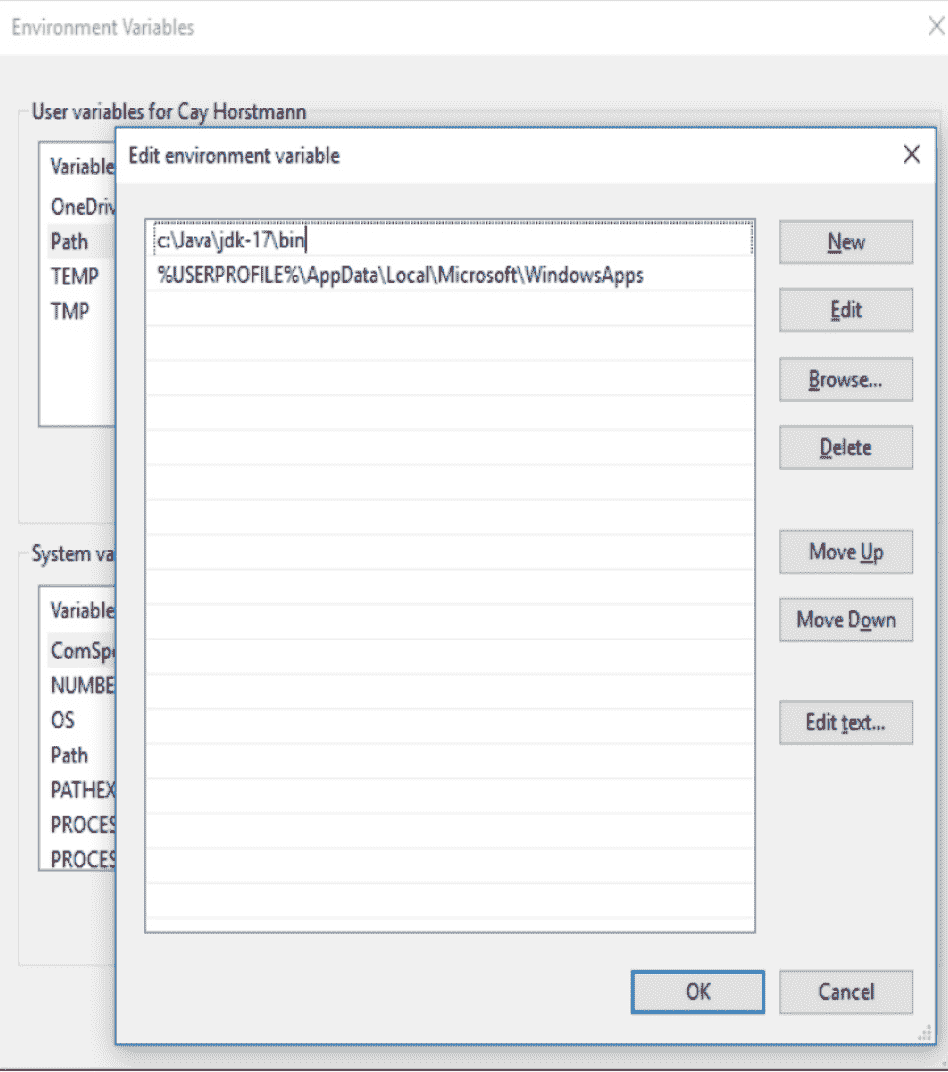 Environment Variables
User variables for Cay Horstmann
Edit environment variable
Variable
OneDriv
Path
TEMP
TMP
c:\Java\jdk-17\bin
%USERPROFILE%\AppData\Local\Microsoft\WindowsApps
New
Edit
Browse...
Delete
Move Up
Move Down
Edit text...
System va
Variable
ComSpe
NUMBE
OS
Path
PATHEX
PROCES
PROCES
OK
Cancel